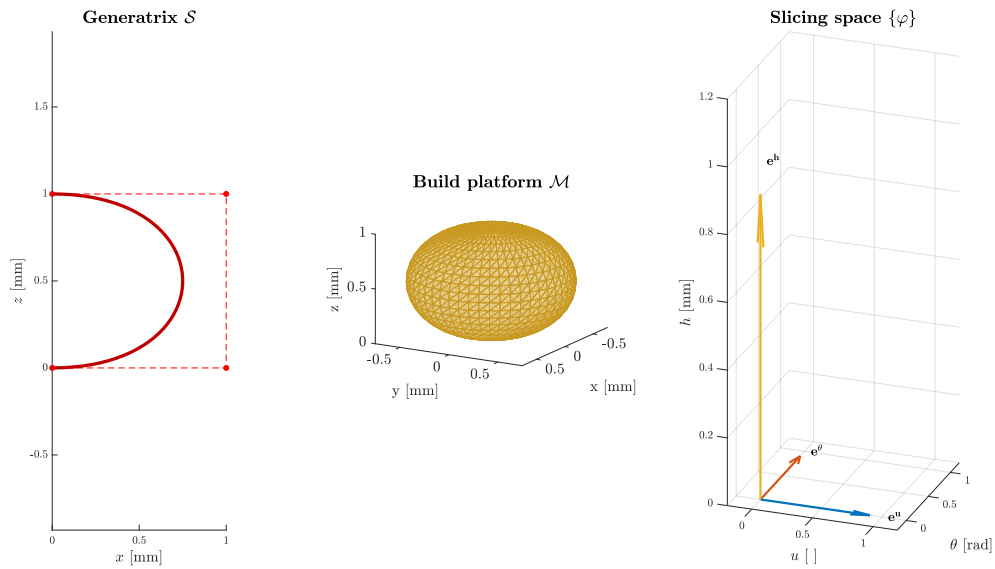 Generatrix 𝒮
1.5
1
0.5
0
-0.5
z [mm]
0
0.5
1
x [mm]
Build platform ℳ
1
0.5
0
z [mm]
-0.5
0
0.5
y [mm]
0.5
0
-0.5
x [mm]
Slicing space {φ}
1.2
1
0.8
0.6
0.4
0.2
0
h [mm]
e^h
e^θ
e^u
0
0.5
1
u [ ]
0
0.5
1
θ [rad]